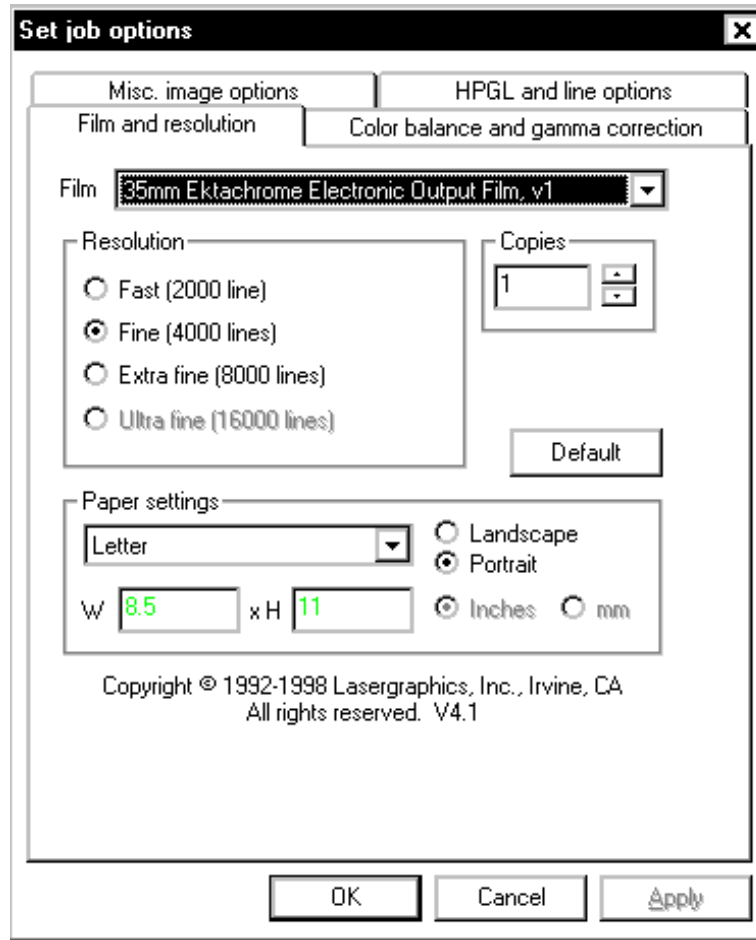 Set job options
Misc. image options
HPGL and line options
Film and resolution
Color balance and gamma correction
Film 35mm Ektachrome Electronic Output Film, v1
Resolution
Fast (2000 line)
Fine (4000 lines)
Extra fine (8000 lines)
Ultra fine (16000 lines)
Copies
1
Default
Paper settings
Letter
Landscape
Portrait
W 8.5 x H 11
Inches mm
Copyright © 1992-1998 Lasergraphics, Inc., Irvine, CA
All rights reserved. V4.1
OK Cancel Apply